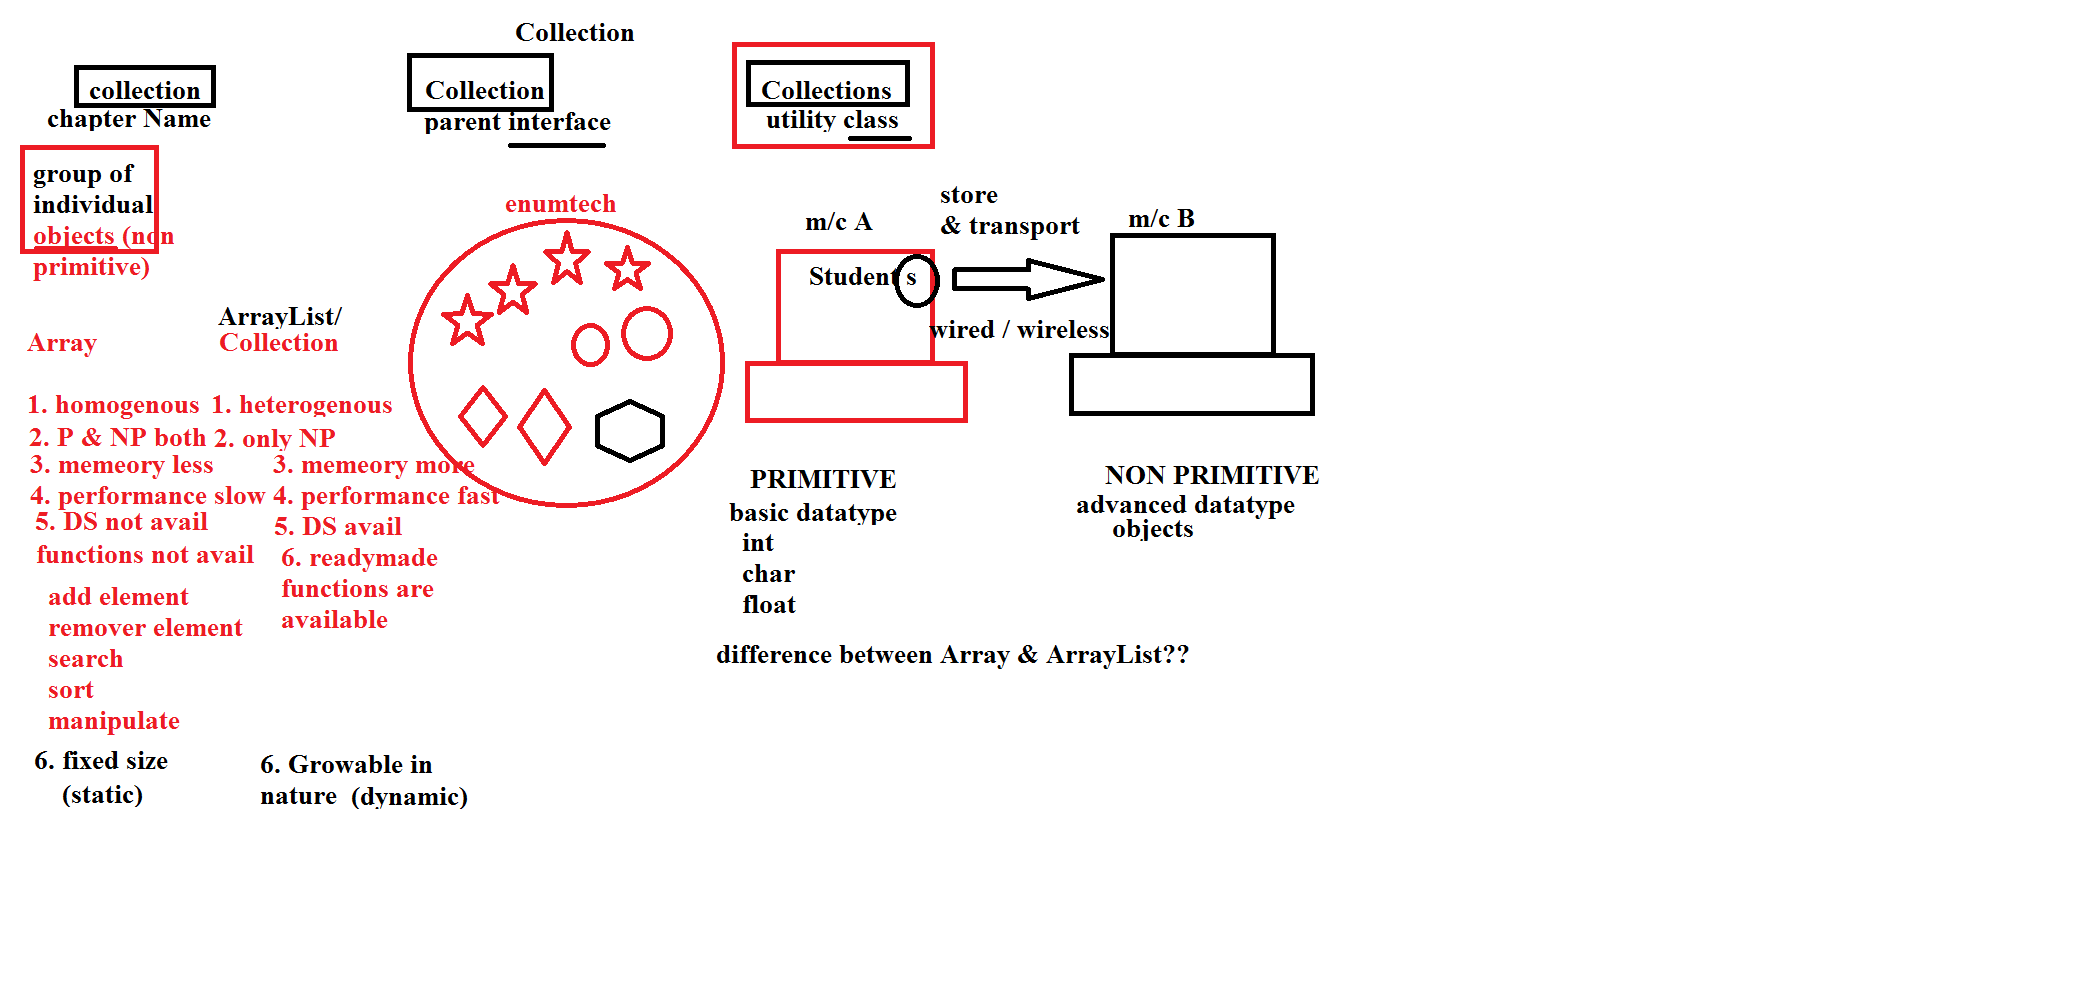 Collection
collection
chapter Name
Collection
parent interface
Collections
utility class
group of
individual
objects (non
primitive)
enumtech
m/c A
Student s
store
& transport
wired / wireless
m/c B
Array
ArrayList/
Collection
1. homogenous
2. P & NP both
3. memeory less
4. performance slow
5. DS not avail
functions not avail
add element
remover element
search
sort
manipulate
6. fixed size
(static)
1. heterogenous
2. only NP
3. memeory more
4. performance fast
5. DS avail
6. readymade
functions are
available
6. Growable in
nature (dynamic)
PRIMITIVE
basic datatype
int
char
float
NON PRIMITIVE
advanced datatype
objects
difference between Array & ArrayList??